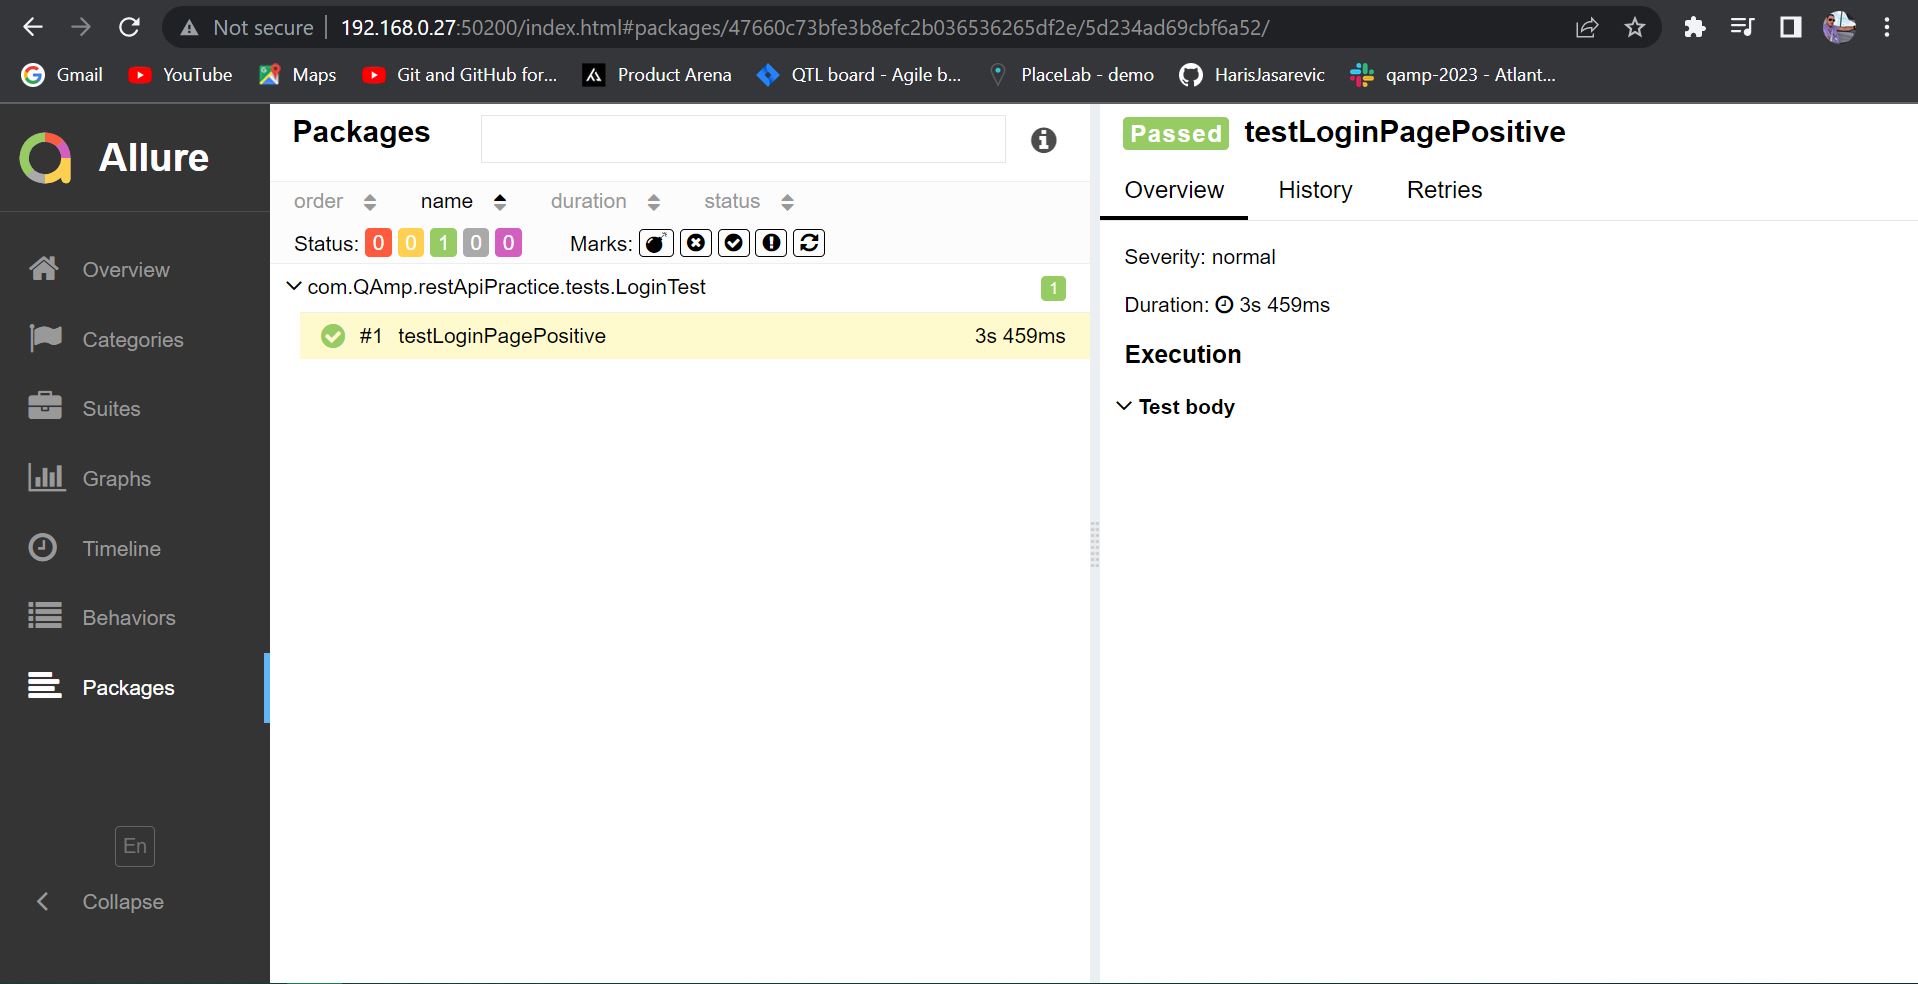 Not secure | 192.168.0.27:50200/index.html#packages/47660c73bfe3b8efc2b036536265df2e/5d234ad69cbf6a52/
Gmail YouTube Maps Git and GitHub for... Product Arena QTL board - Agile b... PlaceLab - demo HarisJasarevic qamp-2023 - Atlant...
Allure
Overview
Categories
Suites
Graphs
Timeline
Behaviors
Packages
En
Collapse
Packages
order name duration status
Status: 0 0 1 0 0 Marks:
com.QAmp.restApiPractice.tests.LoginTest 1
#1 testLoginPagePositive 3s 459ms
Passed testLoginPagePositive
Overview History Retries
Severity: normal
Duration: 3s 459ms
Execution
Test body